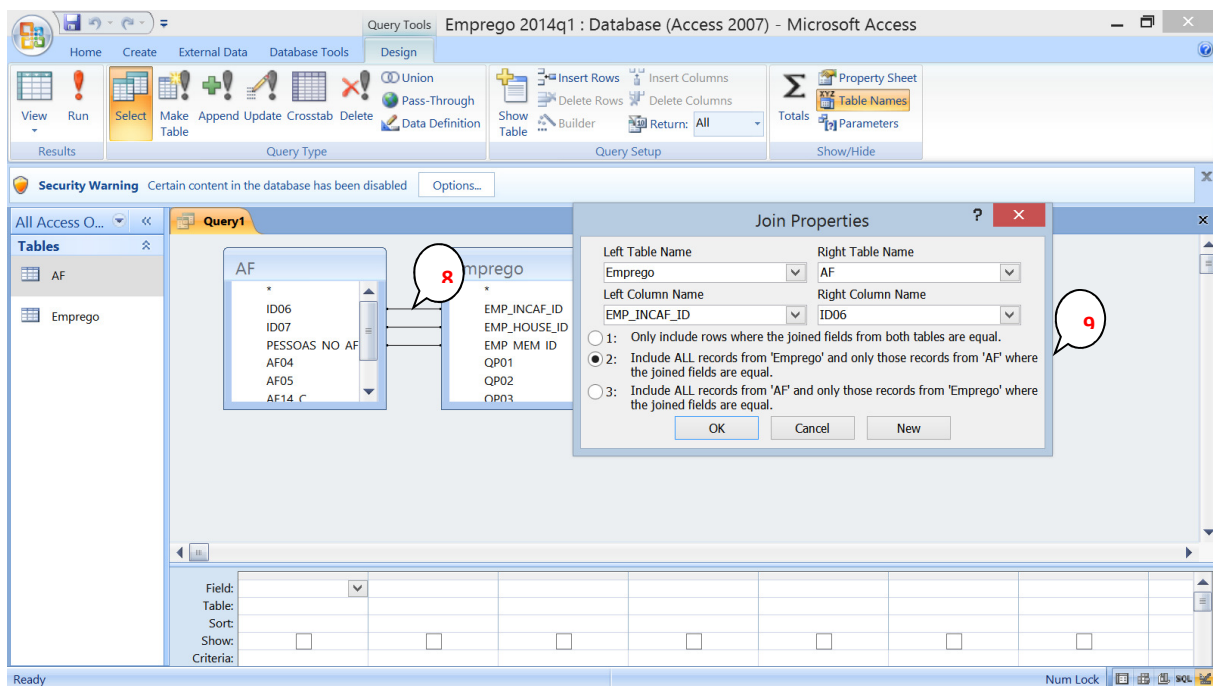 Query Tools Emprego 2014q1 : Database (Access 2007) - Microsoft Access
Home Create External Data Database Tools Design
View Run Select Make Table Append Update Crosstab Delete
Union
Pass-Through
Data Definition
Show Table
Insert Rows
Delete Rows
Builder
Insert Columns
Delete Columns
Return: All
Totals
Property Sheet
Table Names
Parameters
Results Query Type Query Setup Show/Hide
Security Warning Certain content in the database has been disabled Options...
All Access O...
Tables
AF
Emprego
Query1
AF
*
ID06
ID07
PESSOAS NO AF
AF04
AF05
AF14 C
8
mprego
*
EMP_INCAF_ID
EMP_HOUSE_ID
EMP MEM ID
QP01
QP02
QP03
Join Properties
Left Table Name Right Table Name
Emprego AF
Left Column Name Right Column Name
EMP_INCAF_ID ID06
1: Only include rows where the joined fields from both tables are equal.
2: Include ALL records from 'Emprego' and only those records from 'AF' where
the joined fields are equal.
3: Include ALL records from 'AF' and only those records from 'Emprego' where
the joined fields are equal.
OK Cancel New
9
Field:
Table:
Sort:
Show:
Criteria:
Ready Num Lock SQL